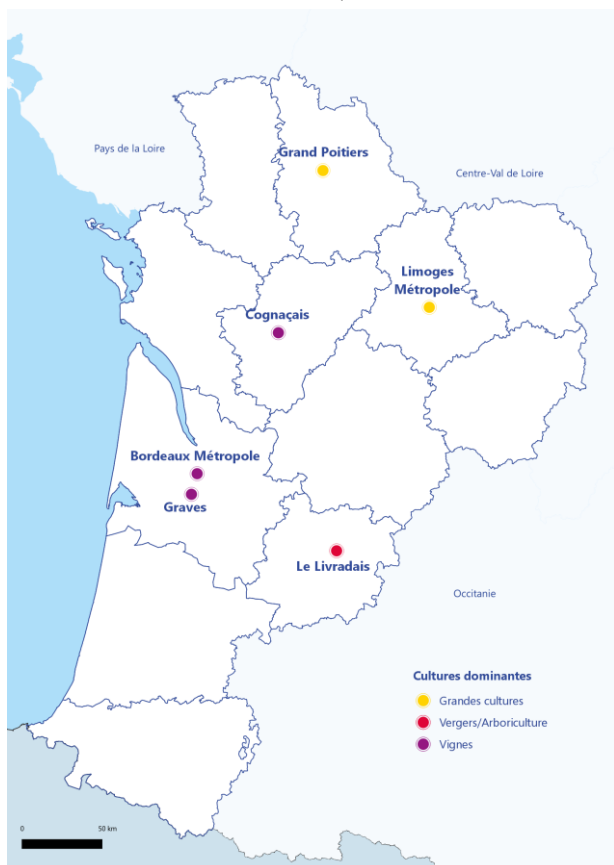 Pays de la Loire
Grand Poitiers
Centre-Val de Loire
Limoges
Métropole
Cognaçais
Bordeaux Métropole
Graves
Le Livradais
Occitanie
Cultures dominantes
Grandes cultures
Vergers/Arboriculture
Vignes
0 50 km